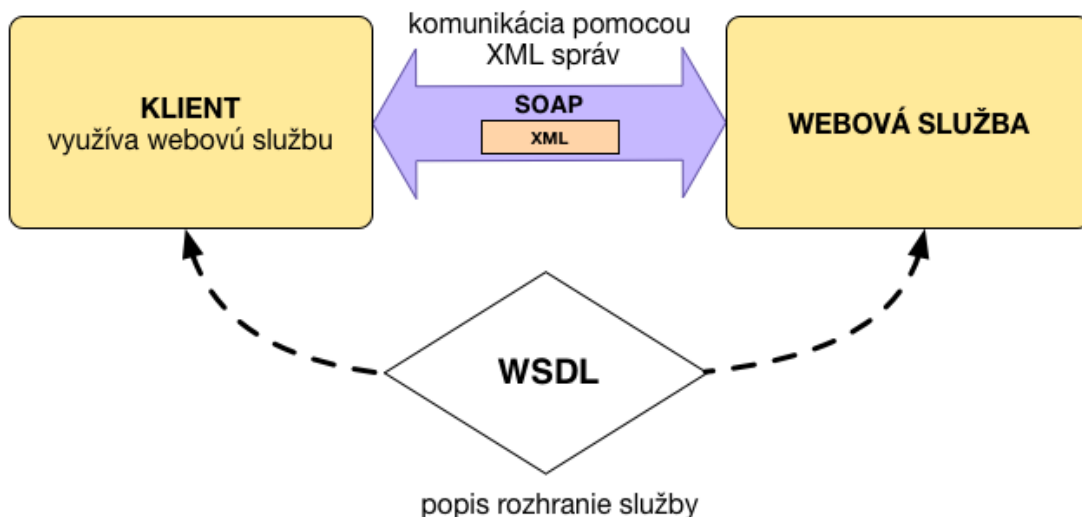 komunikácia pomocou
XML správ
KLIENT
využíva webovú službu
SOAP
XML
WEBOVÁ SLUŽBA
WSDL
popis rozhranie služby